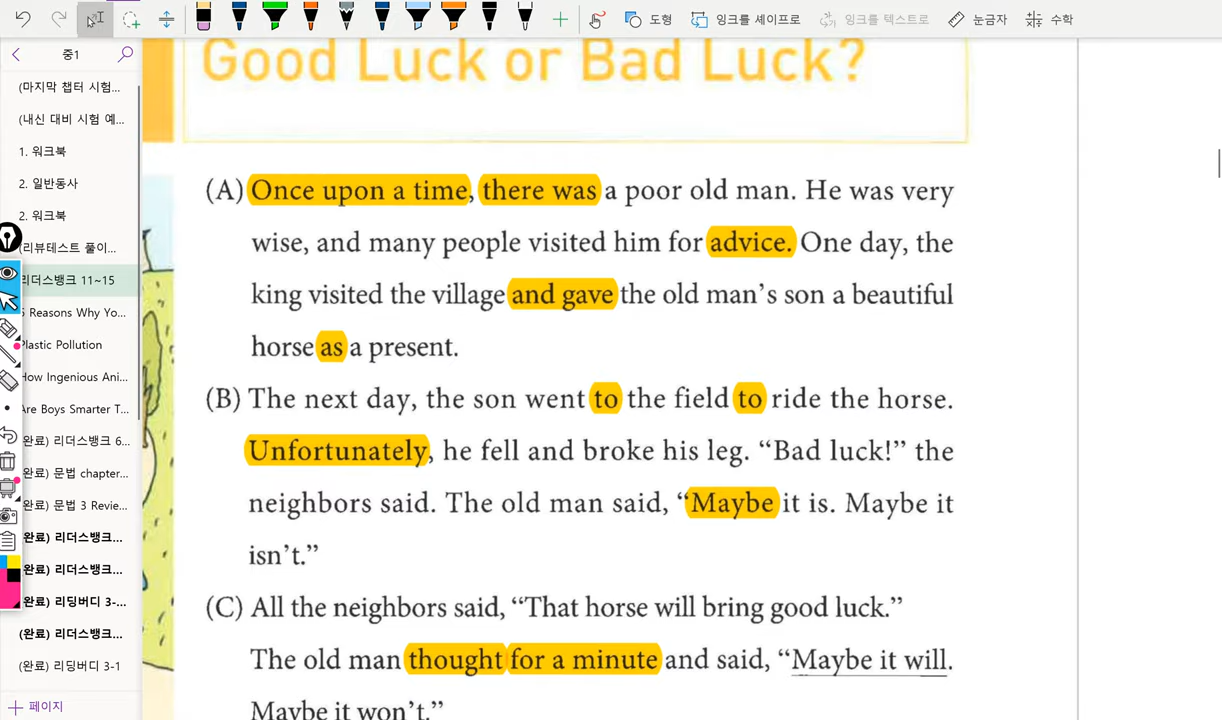 도형
잉크를 셰이프로
잉크를 텍스트로
눈금자
수학
중1
(마지막 챕터 시험...
(내신 대비 시험 예...
1. 워크북
2. 일반동사
2. 워크북
리뷰테스트 풀이...
리더스뱅크 11~15
Reasons Why Yo...
Plastic Pollution
How Ingenious Ani...
Are Boys Smarter T...
완료) 리더스뱅크 6...
완료) 문법 chapter...
완료) 문법 3 Revie...
완료) 리더스뱅크...
완료) 리더스뱅크...
완료) 리딩버디 3-...
(완료) 리더스뱅크...
(완료) 리딩버디 3-1
페이지
Good Luck or Bad Luck?
(A) Once upon a time, there was a poor old man. He was very
wise, and many people visited him for advice. One day, the
king visited the village and gave the old man's son a beautiful
horse as a present.
(B) The next day, the son went to the field to ride the horse.
Unfortunately, he fell and broke his leg. "Bad luck!" the
neighbors said. The old man said, "Maybe it is. Maybe it
isn't."
(C) All the neighbors said, "That horse will bring good luck."
The old man thought for a minute and said, "Maybe it will.
Maybe it won't."